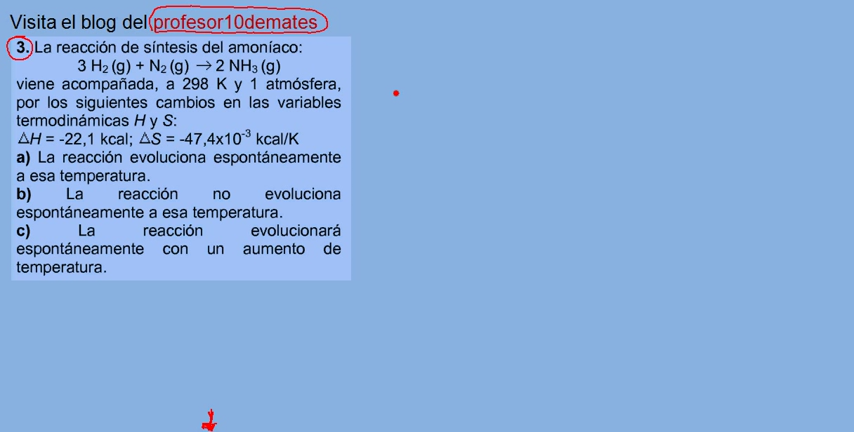 Visita el blog del profesor10demates
3. La reacción de síntesis del amoníaco:
3 H₂ (g) + N₂ (g) → 2 NH₃ (g)
viene acompañada, a 298 K y 1 atmósfera,
por los siguientes cambios en las variables
termodinámicas H y S:
△H = -22,1 kcal; △S = -47,4x10⁻³ kcal/K
a) La reacción evoluciona espontáneamente
a esa temperatura.
b) La reacción no evoluciona
espontáneamente a esa temperatura.
c) La reacción evolucionará
espontáneamente con un aumento de
temperatura.